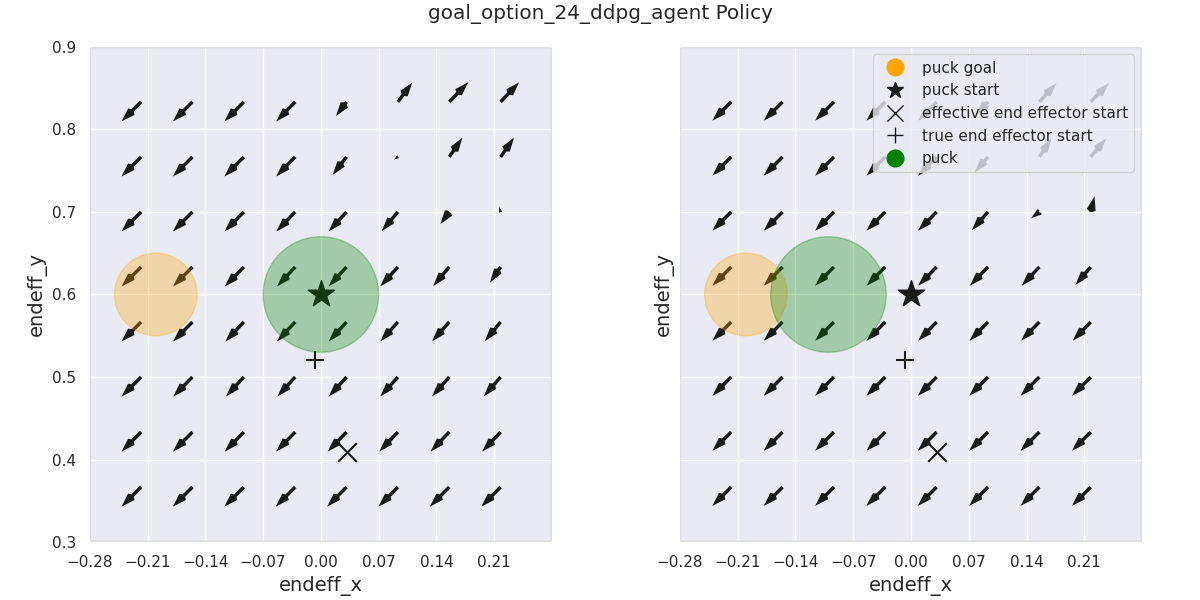 goal_option_24_ddpg_agent Policy
endeff_y
0.9
0.8
0.7
0.6
0.5
0.4
0.3
−0.28 −0.21 −0.14 −0.07 0.00 0.07 0.14 0.21
endeff_x
puck goal
puck start
effective end effector start
true end effector start
puck
endeff_y
−0.28 −0.21 −0.14 −0.07 0.00 0.07 0.14 0.21
endeff_x